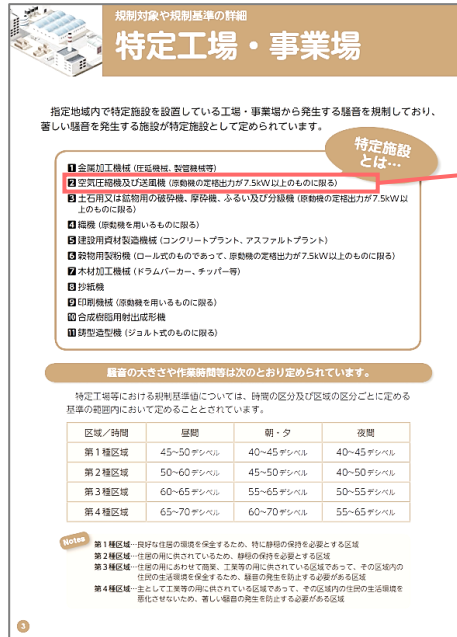 規制対象や規制基準の詳細
特定工場・事業場
指定地域内で特定施設を設置している工場・事業場から発生する騒音を規制しており、
著しい騒音を発生する施設が特定施設として定められています。
特定施設
とは…
1 金属加工機械 (圧延機械、製管機械等)
2 空気圧縮機及び送風機 (原動機の定格出力が7.5kW以上のものに限る)
3 土石用又は鉱物用の破砕機、摩砕機、ふるい及び分級機 (原動機の定格出力が7.5kW以
上のものに限る)
4 織機 (原動機を用いるものに限る)
5 建設用資材製造機械 (コンクリートプラント、アスファルトプラント)
6 穀物用製粉機 (ロール式のものであって、原動機の定格出力が7.5kW以上のものに限る)
7 木材加工機械 (ドラムバーカー、チッパー等)
8 抄紙機
9 印刷機械 (原動機を用いるものに限る)
10 合成樹脂用射出成形機
11 鋳型造型機 (ジョルト式のものに限る)
騒音の大きさや作業時間等は次のとおり定められています。
特定工場等における規制基準値については、時間の区分及び区域の区分ごとに定める
基準の範囲内において定めることとされています。
区域／時間 昼間 朝・夕 夜間
第1種区域 45~50デシベル 40~45デシベル 40~45デシベル
第2種区域 50~60デシベル 45~50デシベル 40~50デシベル
第3種区域 60~65デシベル 55~65デシベル 50~55デシベル
第4種区域 65~70デシベル 60~70デシベル 55~65デシベル
Notes
第1種区域…良好な住居の環境を保全するため、特に静穏の保持を必要とする区域
第2種区域…住居の用に供されているため、静穏の保持を必要とする区域
第3種区域…住居の用にあわせて商業、工業等の用に供されている区域であって、その区域内の
住民の生活環境を保全するため、騒音の発生を防止する必要がある区域
第4種区域…主として工業等の用に供されている区域であって、その区域内の住民の生活環境を
悪化させないため、著しい騒音の発生を防止する必要がある区域
3